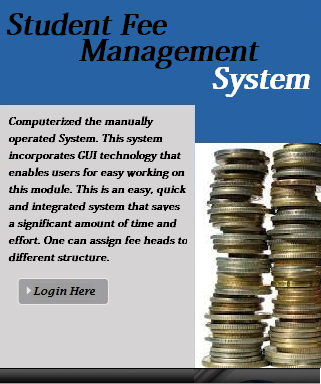 Student Fee
Management
System
Computerized the manually
operated System. This system
incorporates GUI technology that
enables users for easy working on
this module. This is an easy, quick
and integrated system that saves
a significant amount of time and
effort. One can assign fee heads to
different structure.
Login Here